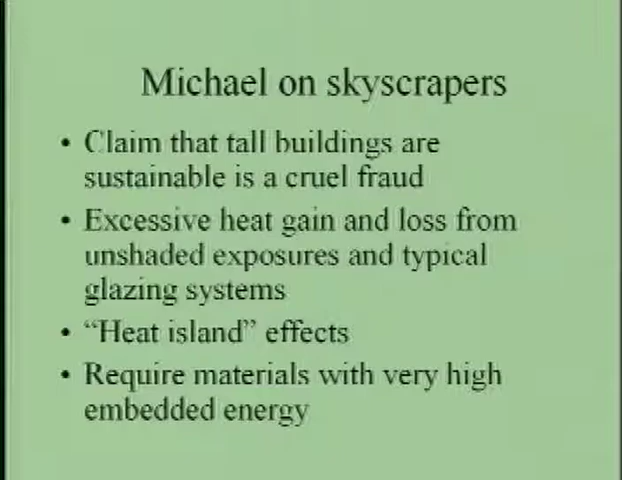 Michael on skyscrapers
• Claim that tall buildings are
sustainable is a cruel fraud
• Excessive heat gain and loss from
unshaded exposures and typical
glazing systems
• “Heat island” effects
• Require materials with very high
embedded energy